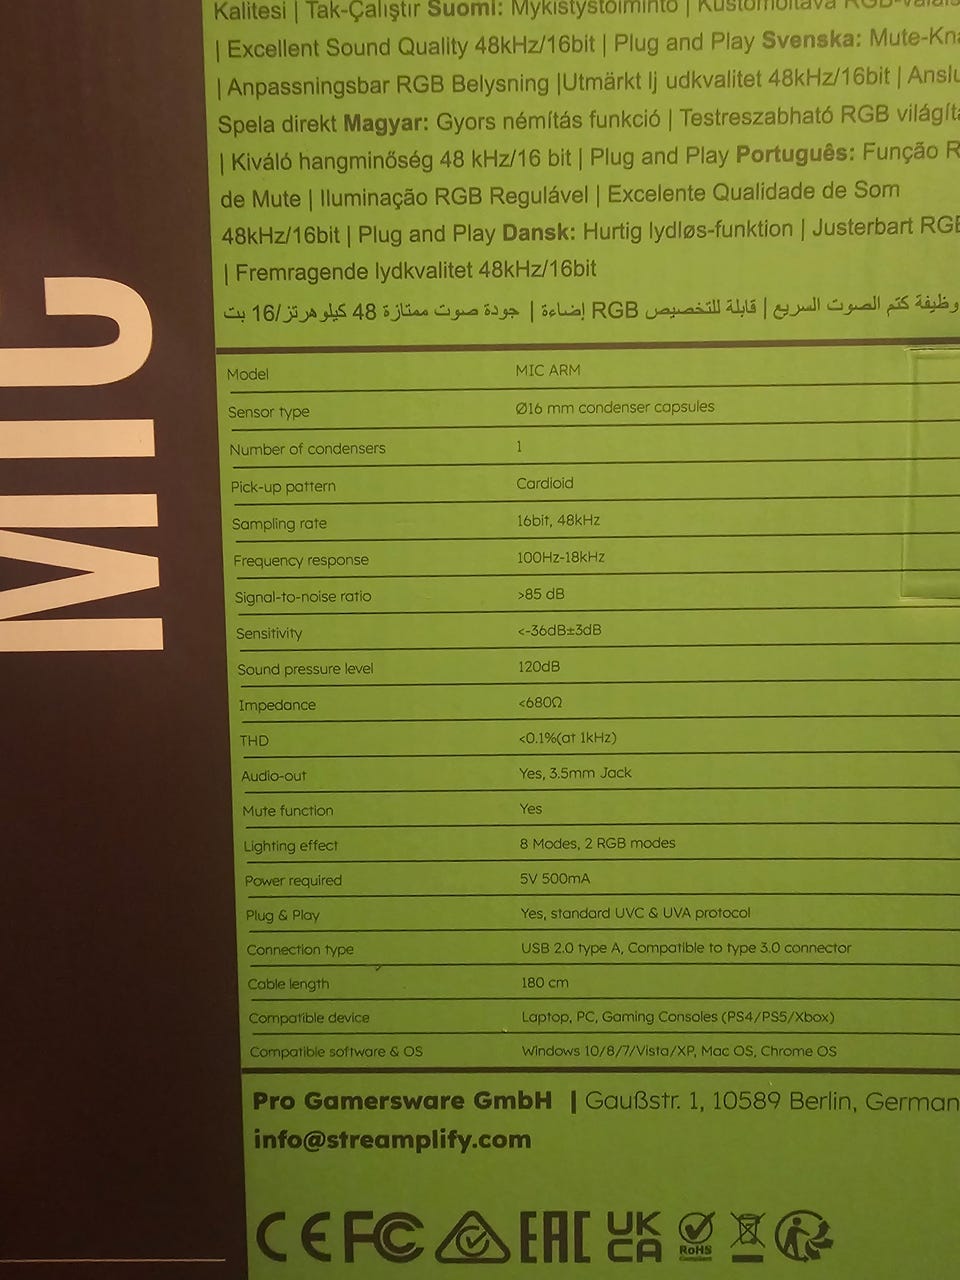 Kalitesi | Tak-Çalıştır Suomi: Mykistystoiminto |
| Excellent Sound Quality 48kHz/16bit | Plug and Play Svenska:
| Anpassningsbar RGB Belysning |Utmärkt lj udkvalitet 48kHz/16bit |
Spela direkt Magyar: Gyors némítás funkció | Testreszabható RGB
| Kiváló hangminőség 48 kHz/16 bit | Plug and Play Português: Função
de Mute | Iluminação RGB Regulável | Excelente Qualidade de Som
48kHz/16bit | Plug and Play Dansk: Hurtig lydløs-funktion | Justerbart
| Fremragende lydkvalitet 48kHz/16bit
وظيفة كتم الصوت السريع | قابلة للتخصيص RGB إضاءة | جودة صوت ممتازة 48 كيلوهرتز/16 بت
MIC
Model MIC ARM
Sensor type Ø16 mm condenser capsules
Number of condensers 1
Pick-up pattern Cardioid
Sampling rate 16bit, 48kHz
Frequency response 100Hz-18kHz
Signal-to-noise ratio >85 dB
Sensitivity <-36dB±3dB
Sound pressure level 120dB
Impedance <680Ω
THD <0.1%(at 1kHz)
Audio-out Yes, 3.5mm Jack
Mute function Yes
Lighting effect 8 Modes, 2 RGB modes
Power required 5V 500mA
Plug & Play Yes, standard UVC & UVA protocol
Connection type USB 2.0 type A, Compatible to type 3.0 connector
Cable length 180 cm
Compatible device Laptop, PC, Gaming Consoles (PS4/PS5/Xbox)
Compatible software & OS Windows 10/8/7/Vista/XP, Mac OS, Chrome OS
Pro Gamersware GmbH | Gaußstr. 1, 10589 Berlin, German
info@streamplify.com
CE FC EAC UK CA RoHS